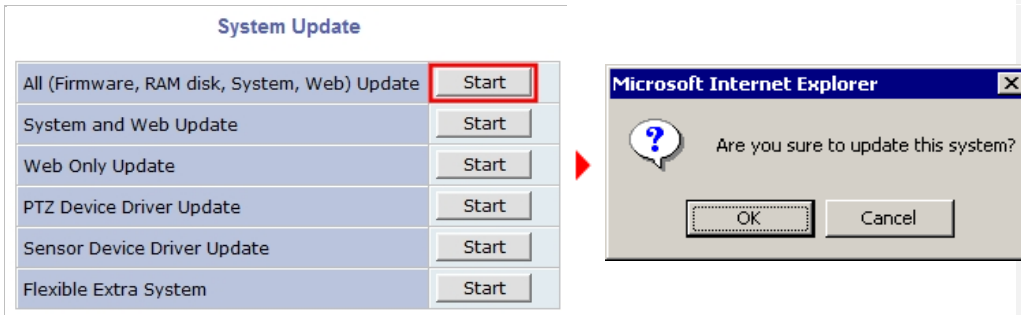 System Update
All (Firmware, RAM disk, System, Web) Update Start
System and Web Update Start
Web Only Update Start
PTZ Device Driver Update Start
Sensor Device Driver Update Start
Flexible Extra System Start
Microsoft Internet Explorer
Are you sure to update this system?
OK Cancel